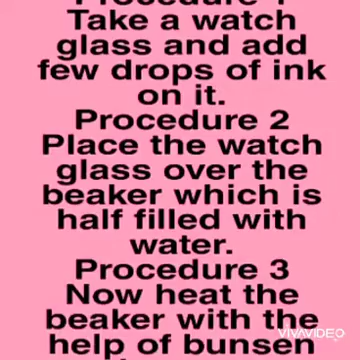 Procedure 1
Take a watch
glass and add
few drops of ink
on it.
Procedure 2
Place the watch
glass over the
beaker which is
half filled with
water.
Procedure 3
Now heat the
beaker with the
help of bunsen
VIVAVIDEO